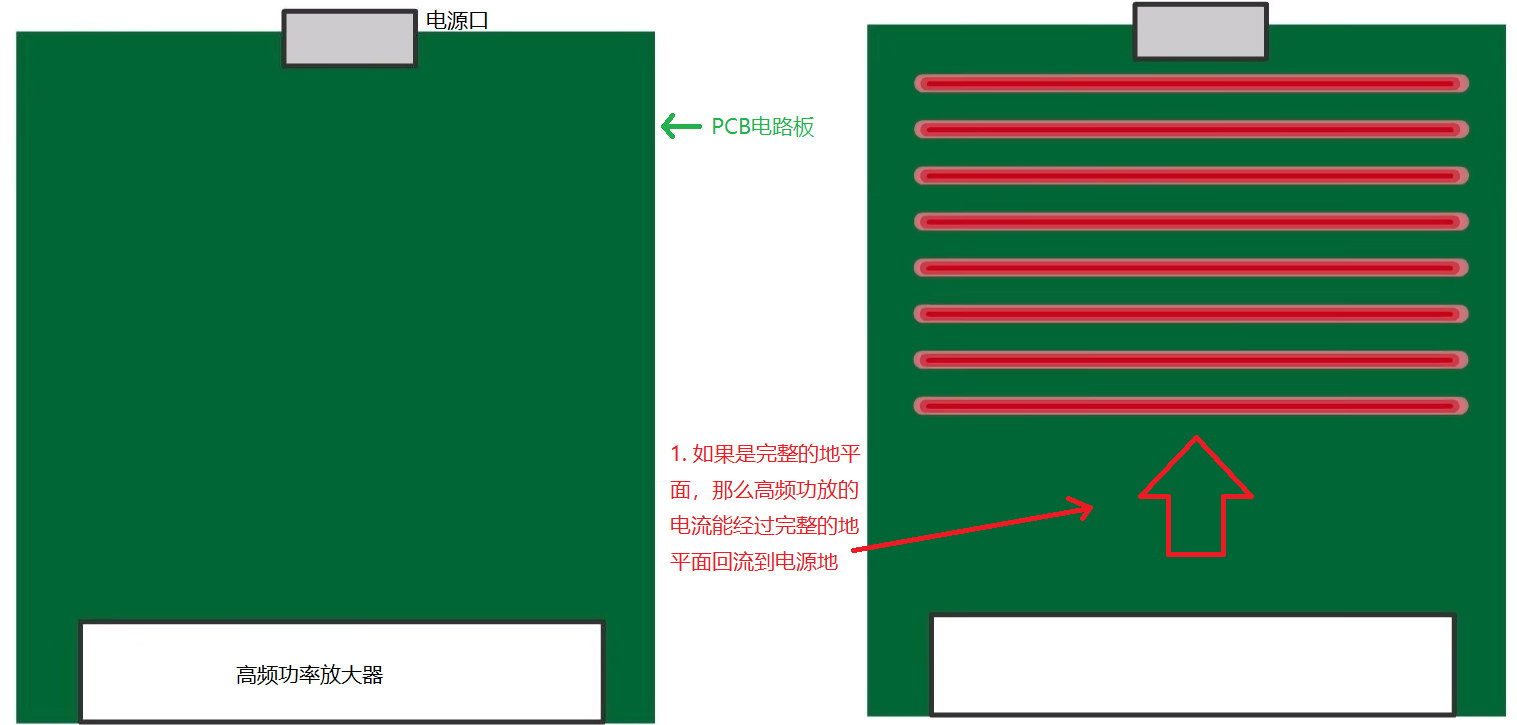 电源口
PCB电路板
1. 如果是完整的地平
面，那么高频功放的
电流能经过完整的地
平面回流到电源地
高频功率放大器